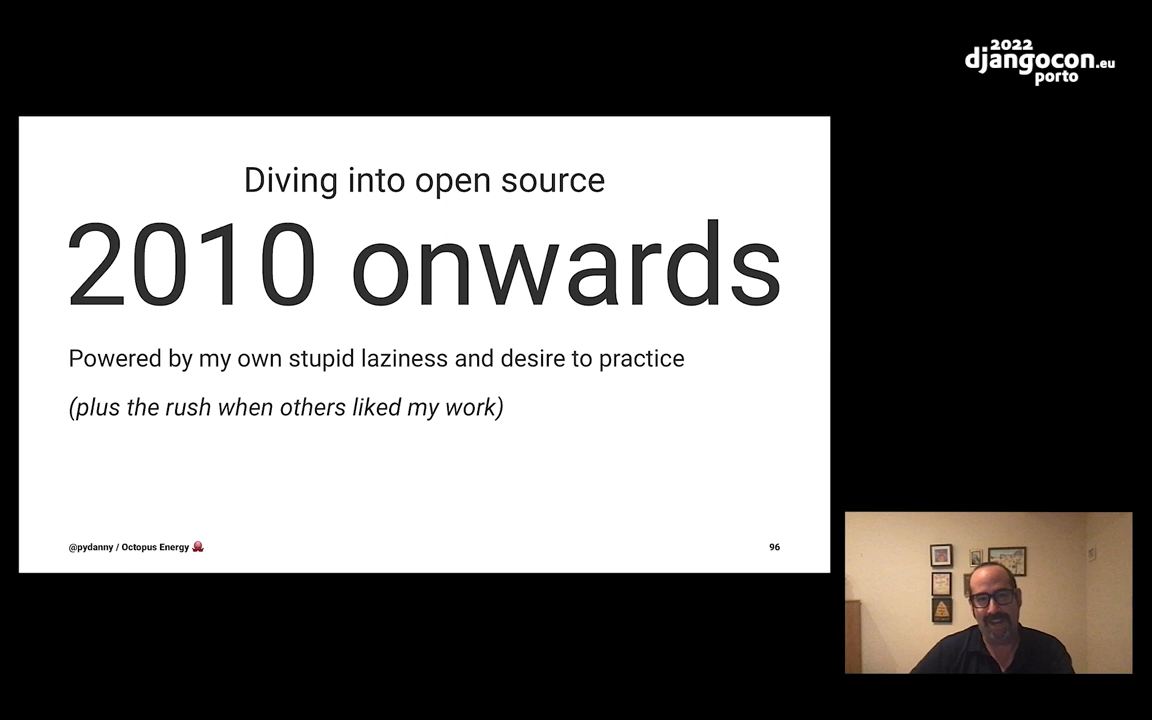 2022
djangocon.eu
porto
Diving into open source
2010 onwards
Powered by my own stupid laziness and desire to practice
(plus the rush when others liked my work)
@pydanny / Octopus Energy 🐙
96